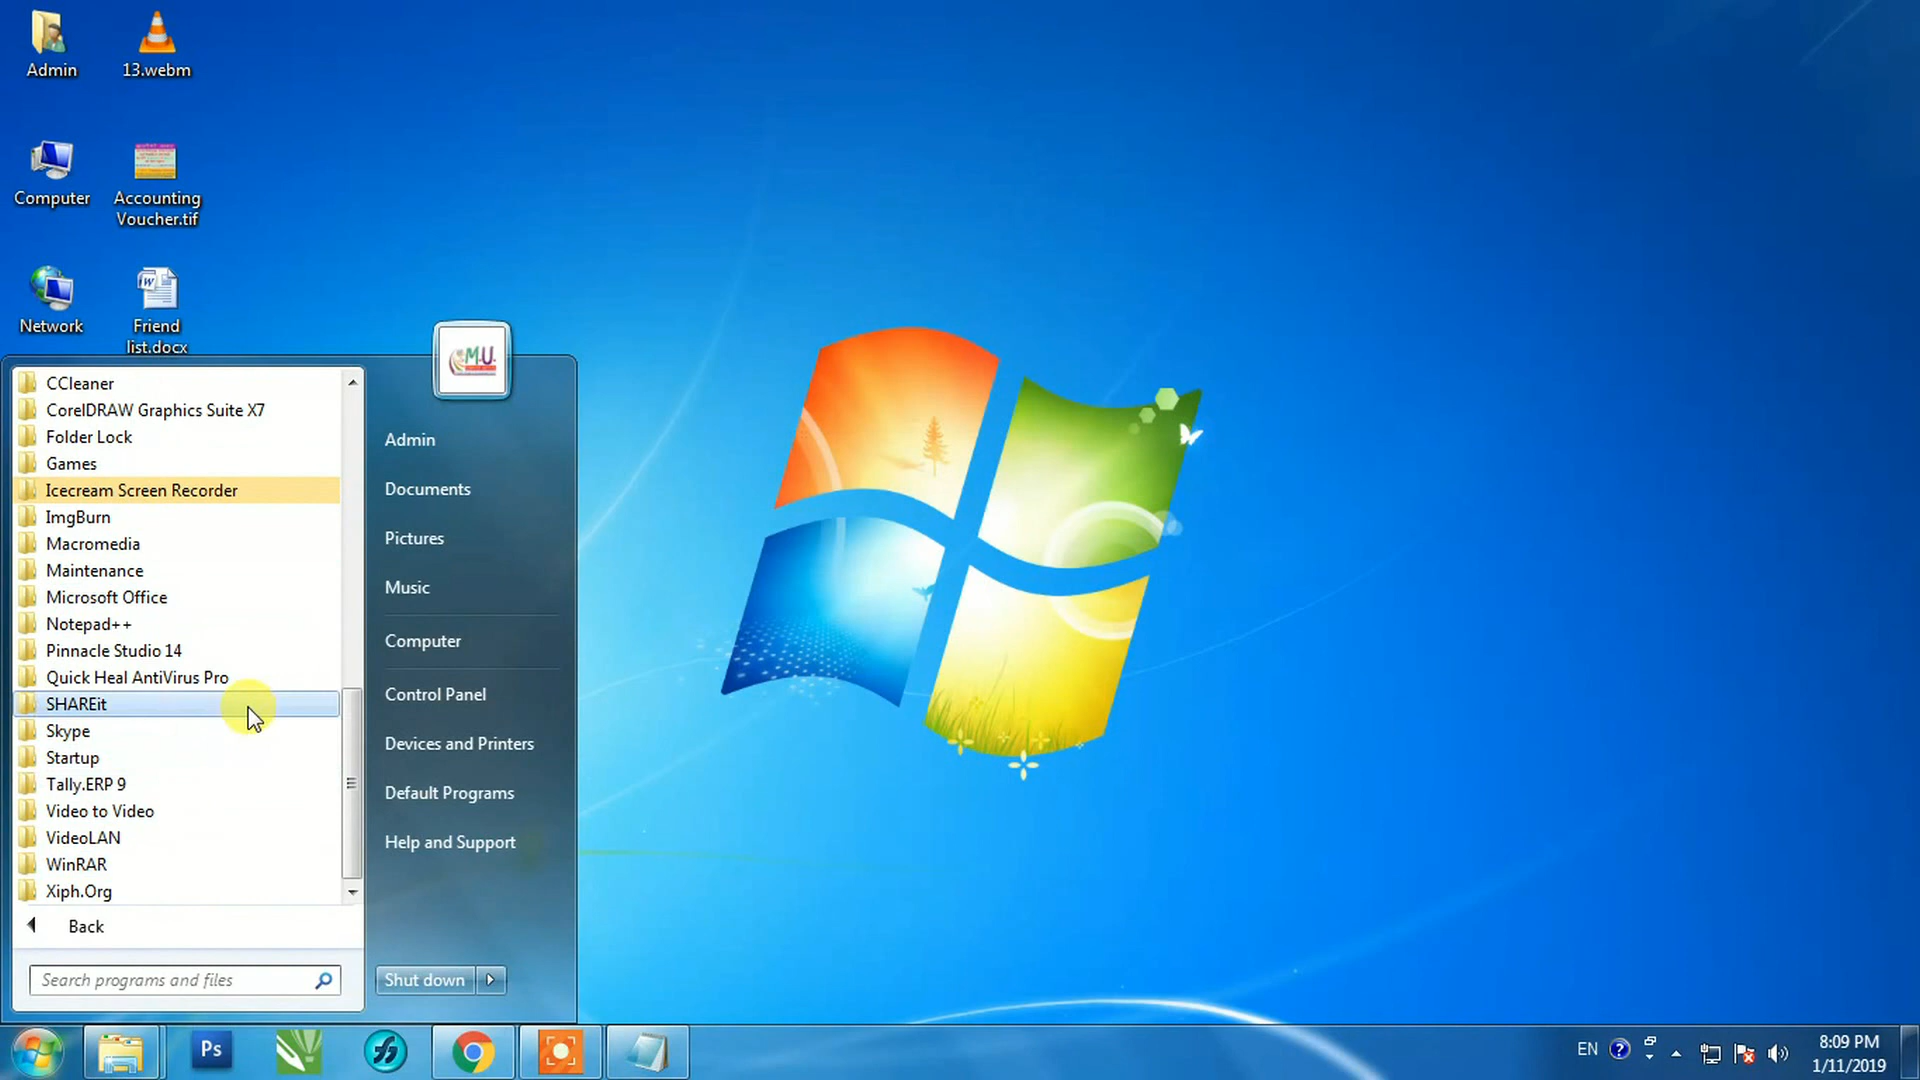 Admin
13.webm
Computer
Accounting
Voucher.tif
Network
Friend
list.docx
M.U.
CCleaner
CorelDRAW Graphics Suite X7
Folder Lock
Games
Icecream Screen Recorder
ImgBurn
Macromedia
Maintenance
Microsoft Office
Notepad++
Pinnacle Studio 14
Quick Heal AntiVirus Pro
SHAREit
Skype
Startup
Tally.ERP 9
Video to Video
VideoLAN
WinRAR
Xiph.Org
Back
Search programs and files
Admin
Documents
Pictures
Music
Computer
Control Panel
Devices and Printers
Default Programs
Help and Support
Shut down
Ps
EN
8:09 PM
1/11/2019